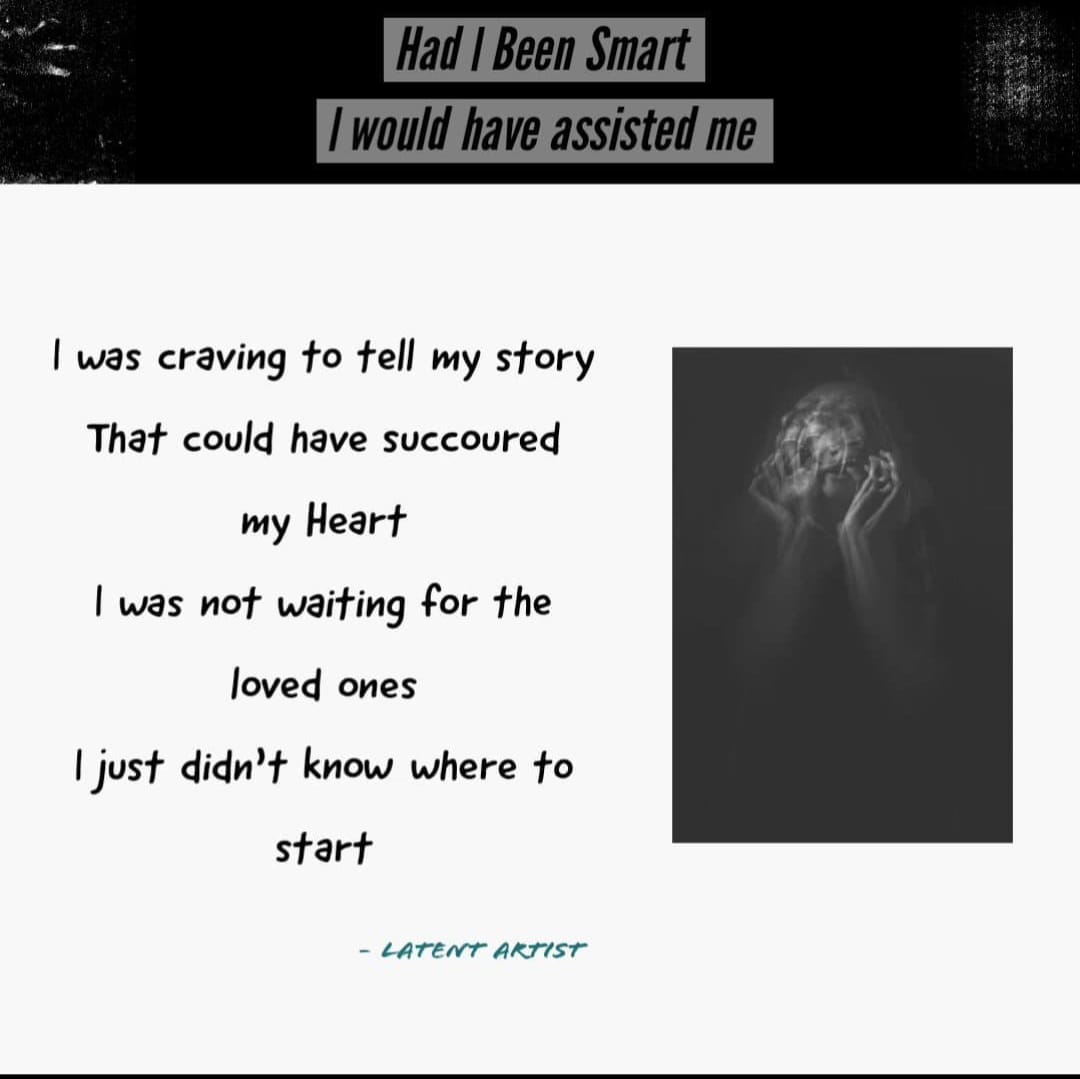 Had I Been Smart
I would have assisted me
I was craving to tell my story
That could have succoured
my Heart
I was not waiting for the
loved ones
I just didn't know where to
start
- LATENT ARTIST